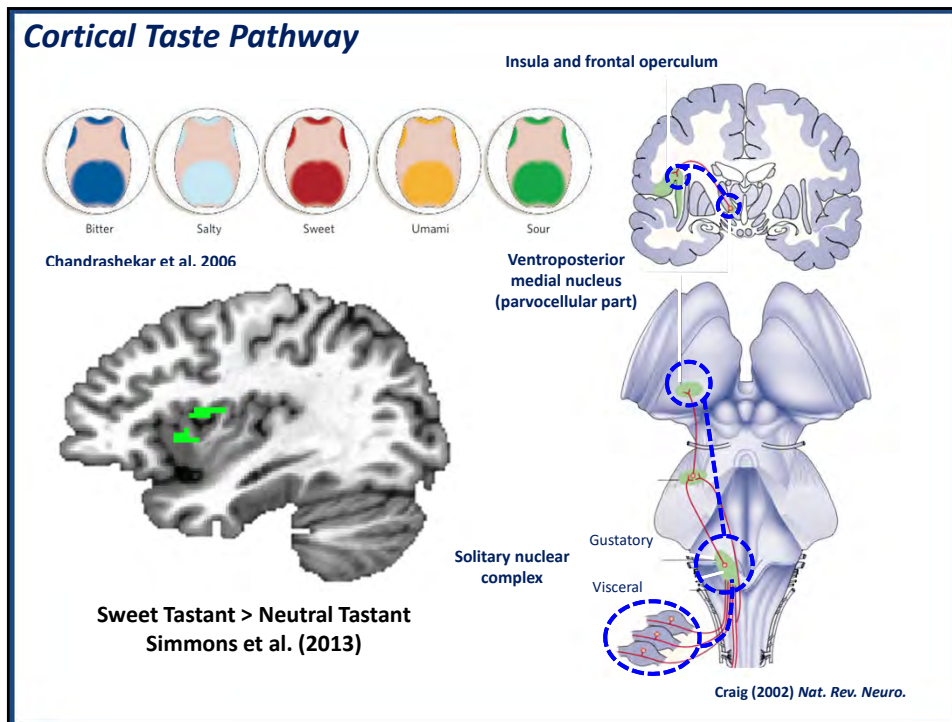 Cortical Taste Pathway
Insula and frontal operculum
Bitter
Salty
Sweet
Umami
Sour
Chandrashekar et al. 2006
Ventroposterior
medial nucleus
(parvocellular part)
Gustatory
Solitary nuclear
complex
Visceral
Sweet Tastant > Neutral Tastant
Simmons et al. (2013)
Craig (2002) Nat. Rev. Neuro.